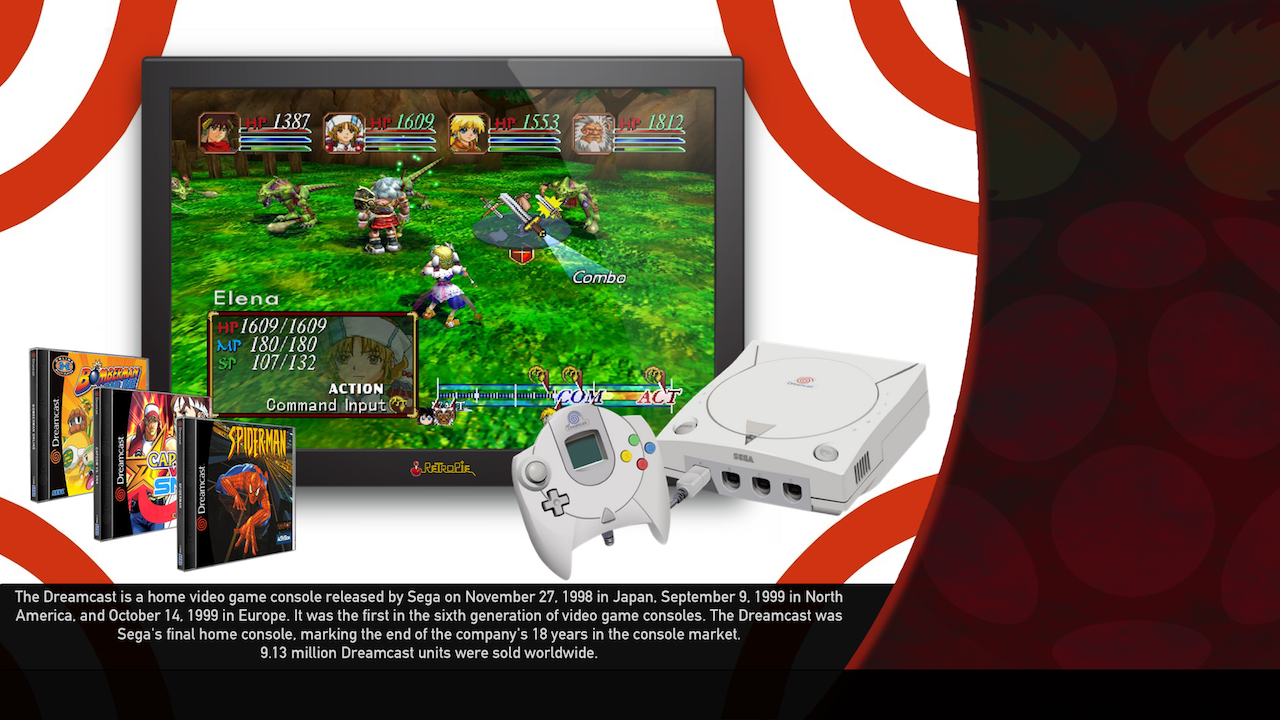 HP 1387 HP 1609 HP 1553 HP 1812
Combo
Elena
HP 1609/1609
MP 180/180
SP 107/132
ACTION
Command Input
COM ACT
RETROPIE
BOMBERMAN
Dreamcast
Dreamcast
SPIDERMAN
Dreamcast
Dreamcast
SEGA
The Dreamcast is a home video game console released by Sega on November 27, 1998 in Japan, September 9, 1999 in North
America, and October 14, 1999 in Europe. It was the first in the sixth generation of video game consoles. The Dreamcast was
Sega's final home console, marking the end of the company's 18 years in the console market.
9.13 million Dreamcast units were sold worldwide.